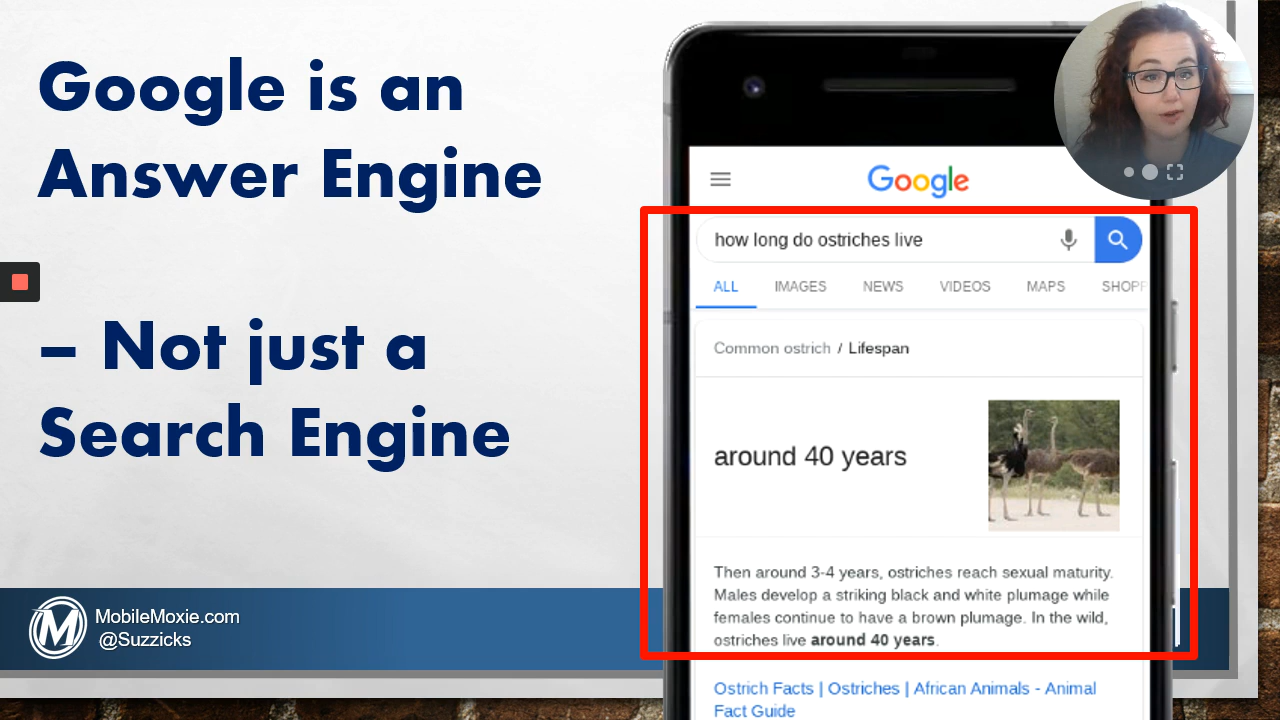 Google is an
Answer Engine
– Not just a
Search Engine
MobileMoxie.com
@Suzzicks
Google
how long do ostriches live
ALL IMAGES NEWS VIDEOS MAPS SHOPP
Common ostrich / Lifespan
around 40 years
Then around 3-4 years, ostriches reach sexual maturity.
Males develop a striking black and white plumage while
females continue to have a brown plumage. In the wild,
ostriches live around 40 years.
Ostrich Facts | Ostriches | African Animals - Animal
Fact Guide